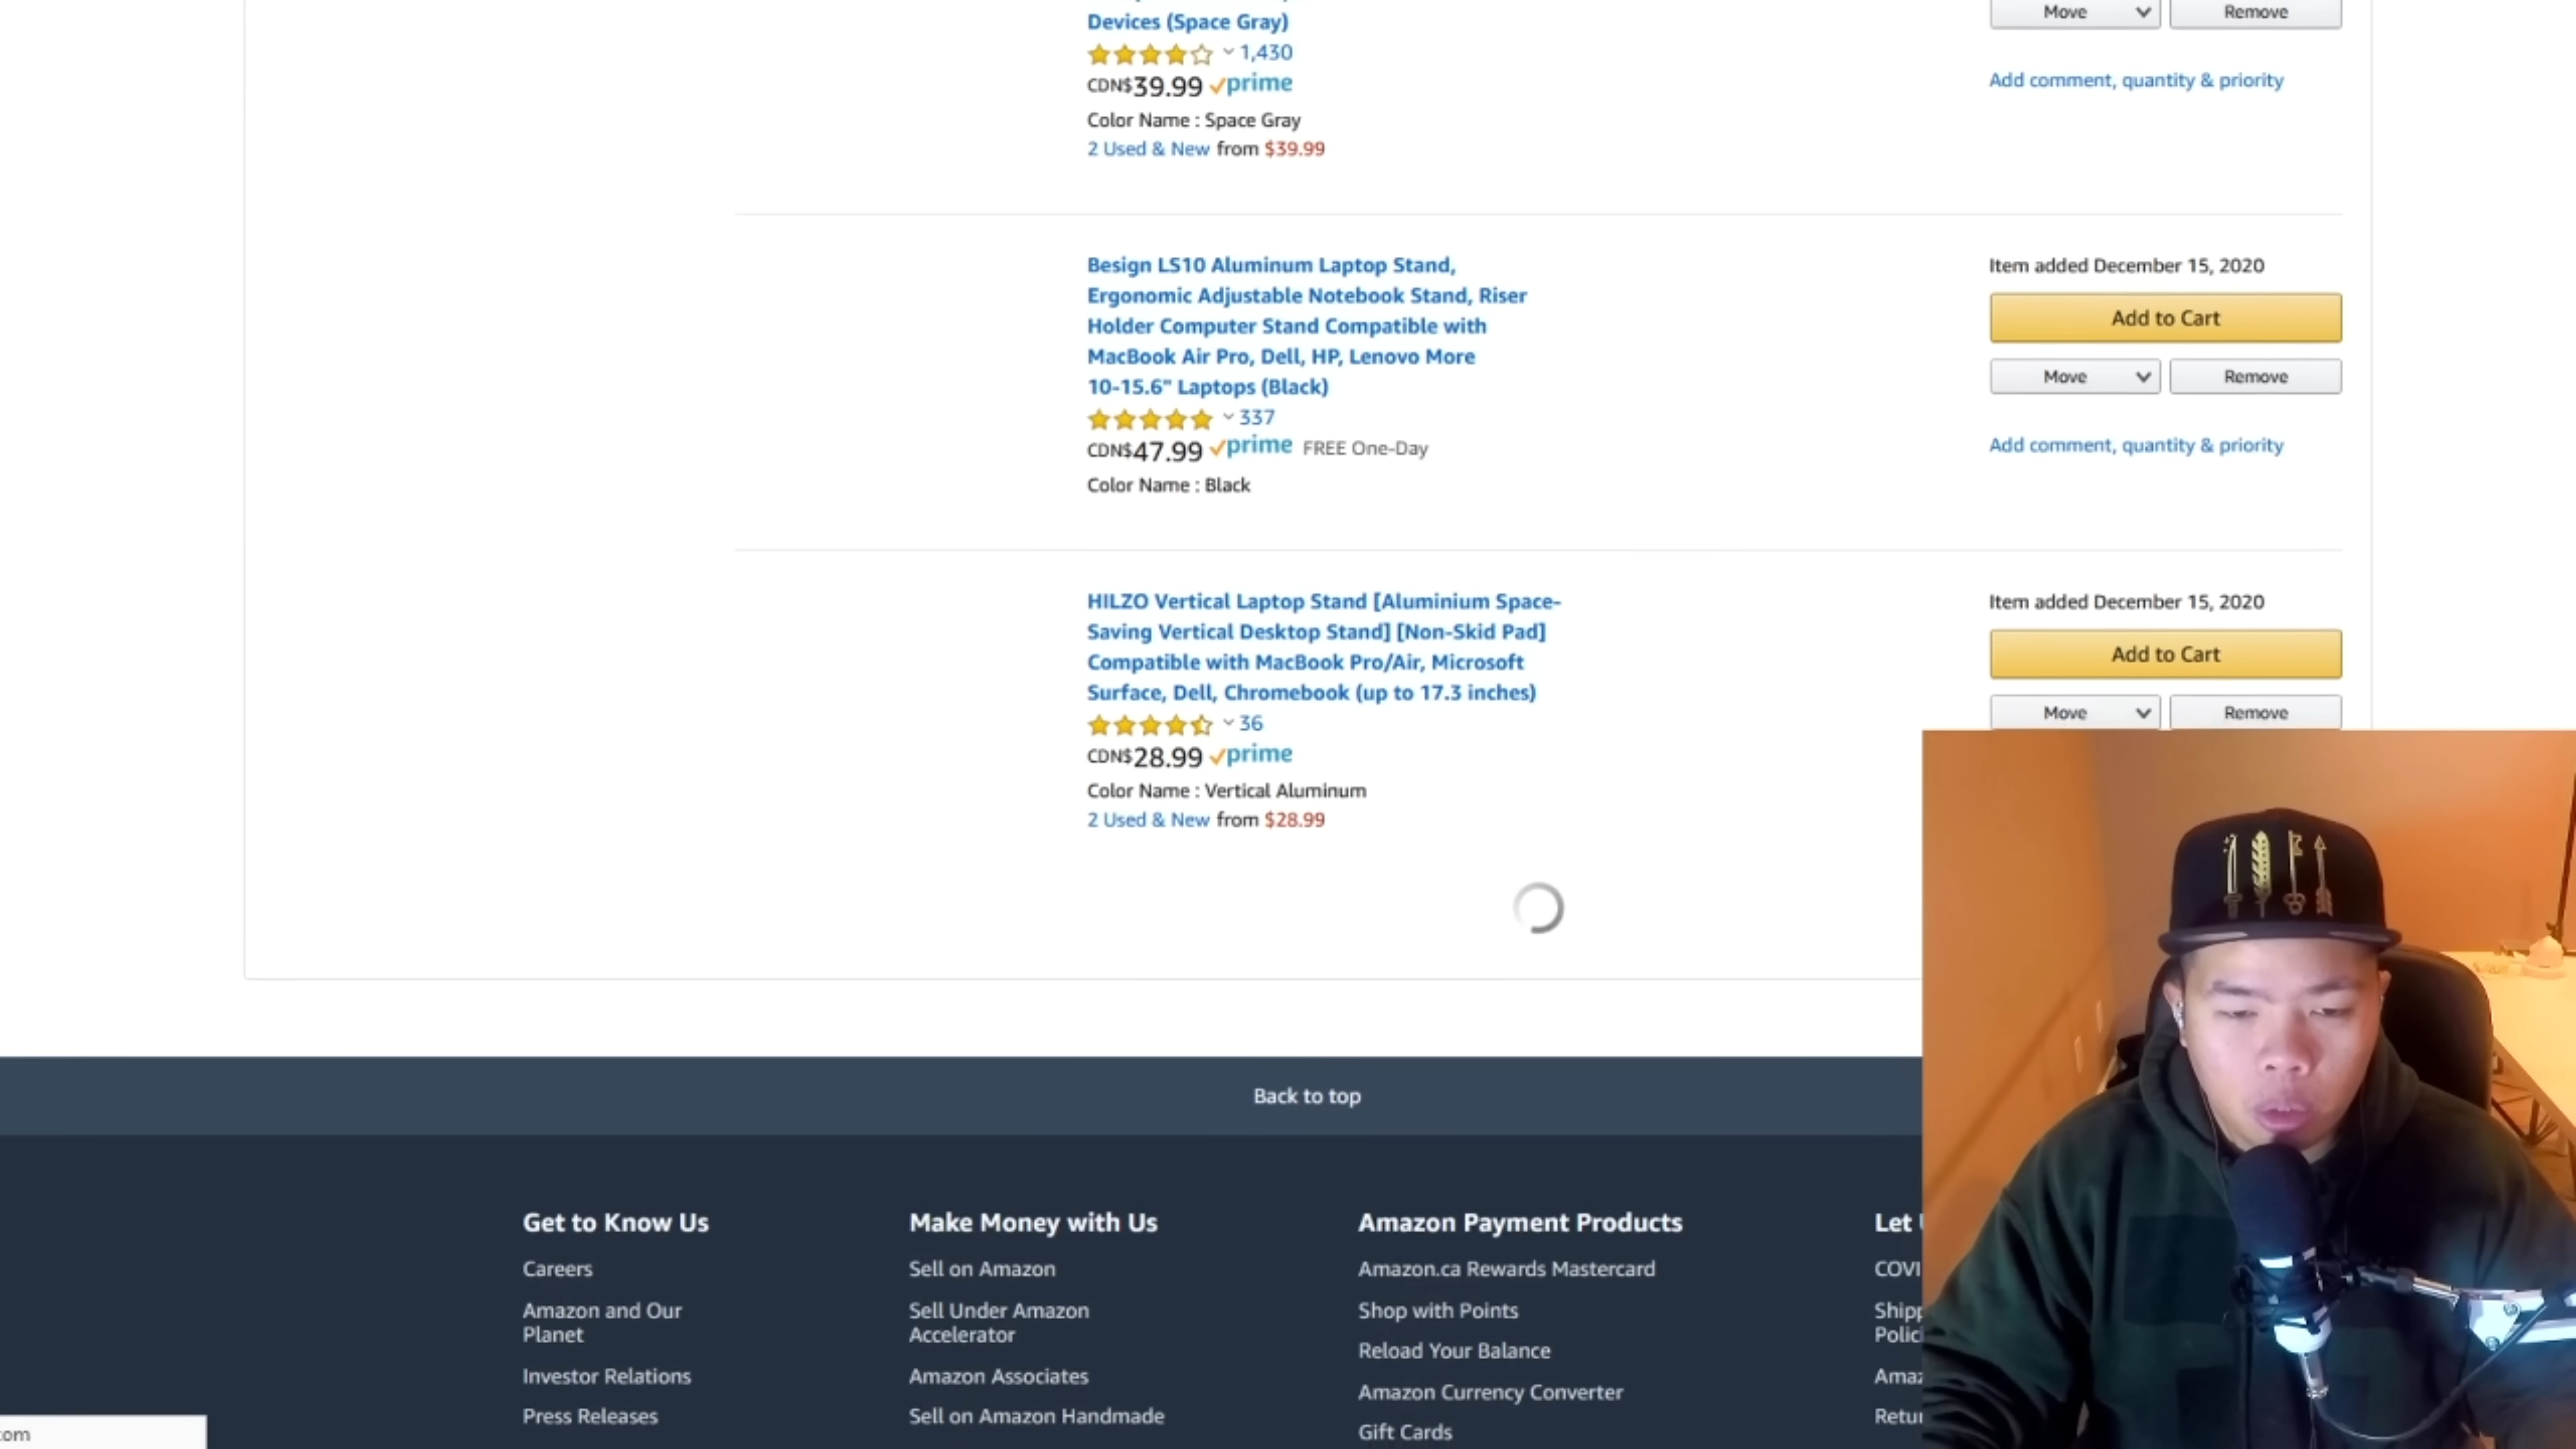 Devices (Space Gray)
1,430
CDN$39.99 prime
Color Name : Space Gray
2 Used & New from $39.99
Move
Remove
Add comment, quantity & priority
Besign LS10 Aluminum Laptop Stand,
Ergonomic Adjustable Notebook Stand, Riser
Holder Computer Stand Compatible with
MacBook Air Pro, Dell, HP, Lenovo More
10-15.6" Laptops (Black)
337
CDN$47.99 prime FREE One-Day
Color Name : Black
Item added December 15, 2020
Add to Cart
Move
Remove
Add comment, quantity & priority
HILZO Vertical Laptop Stand [Aluminium Space-
Saving Vertical Desktop Stand] [Non-Skid Pad]
Compatible with MacBook Pro/Air, Microsoft
Surface, Dell, Chromebook (up to 17.3 inches)
36
CDN$28.99 prime
Color Name : Vertical Aluminum
2 Used & New from $28.99
Item added December 15, 2020
Add to Cart
Move
Remove
Back to top
Get to Know Us
Careers
Amazon and Our
Planet
Investor Relations
Press Releases
Make Money with Us
Sell on Amazon
Sell Under Amazon
Accelerator
Amazon Associates
Sell on Amazon Handmade
Amazon Payment Products
Amazon.ca Rewards Mastercard
Shop with Points
Reload Your Balance
Amazon Currency Converter
Gift Cards
Let
COVI
Shipp
Polic
Amaz
Retur
om